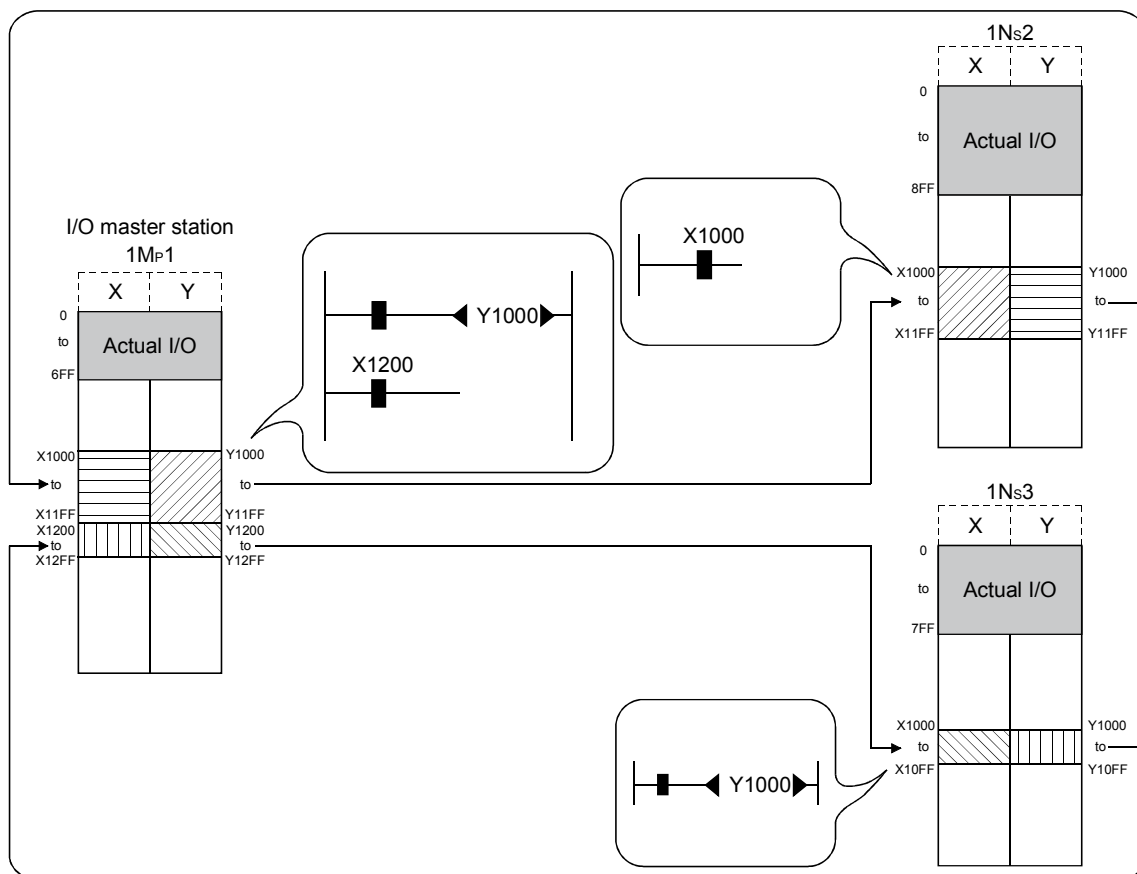 I/O master station
1MP1
X Y
0
to
6FF
Actual I/O
X1000
to
X11FF
X1200
to
X12FF
Y1000
to
Y11FF
Y1200
to
Y12FF
Y1000
X1200
X1000
1NS2
X Y
0
to
8FF
Actual I/O
X1000
to
X11FF
Y1000
to
Y11FF
1NS3
X Y
0
to
7FF
Actual I/O
X1000
to
X10FF
Y1000
to
Y10FF
Y1000